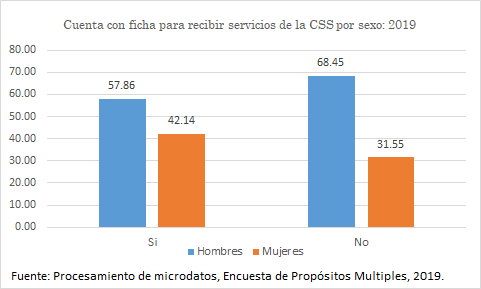 Cuenta con ficha para recibir servicios de la CSS por sexo: 2019
80.00
70.00
60.00
50.00
40.00
30.00
20.00
10.00
0.00
57.86
42.14
68.45
31.55
Si
No
Hombres
Mujeres
Fuente: Procesamiento de microdatos, Encuesta de Propósitos Multiples, 2019.